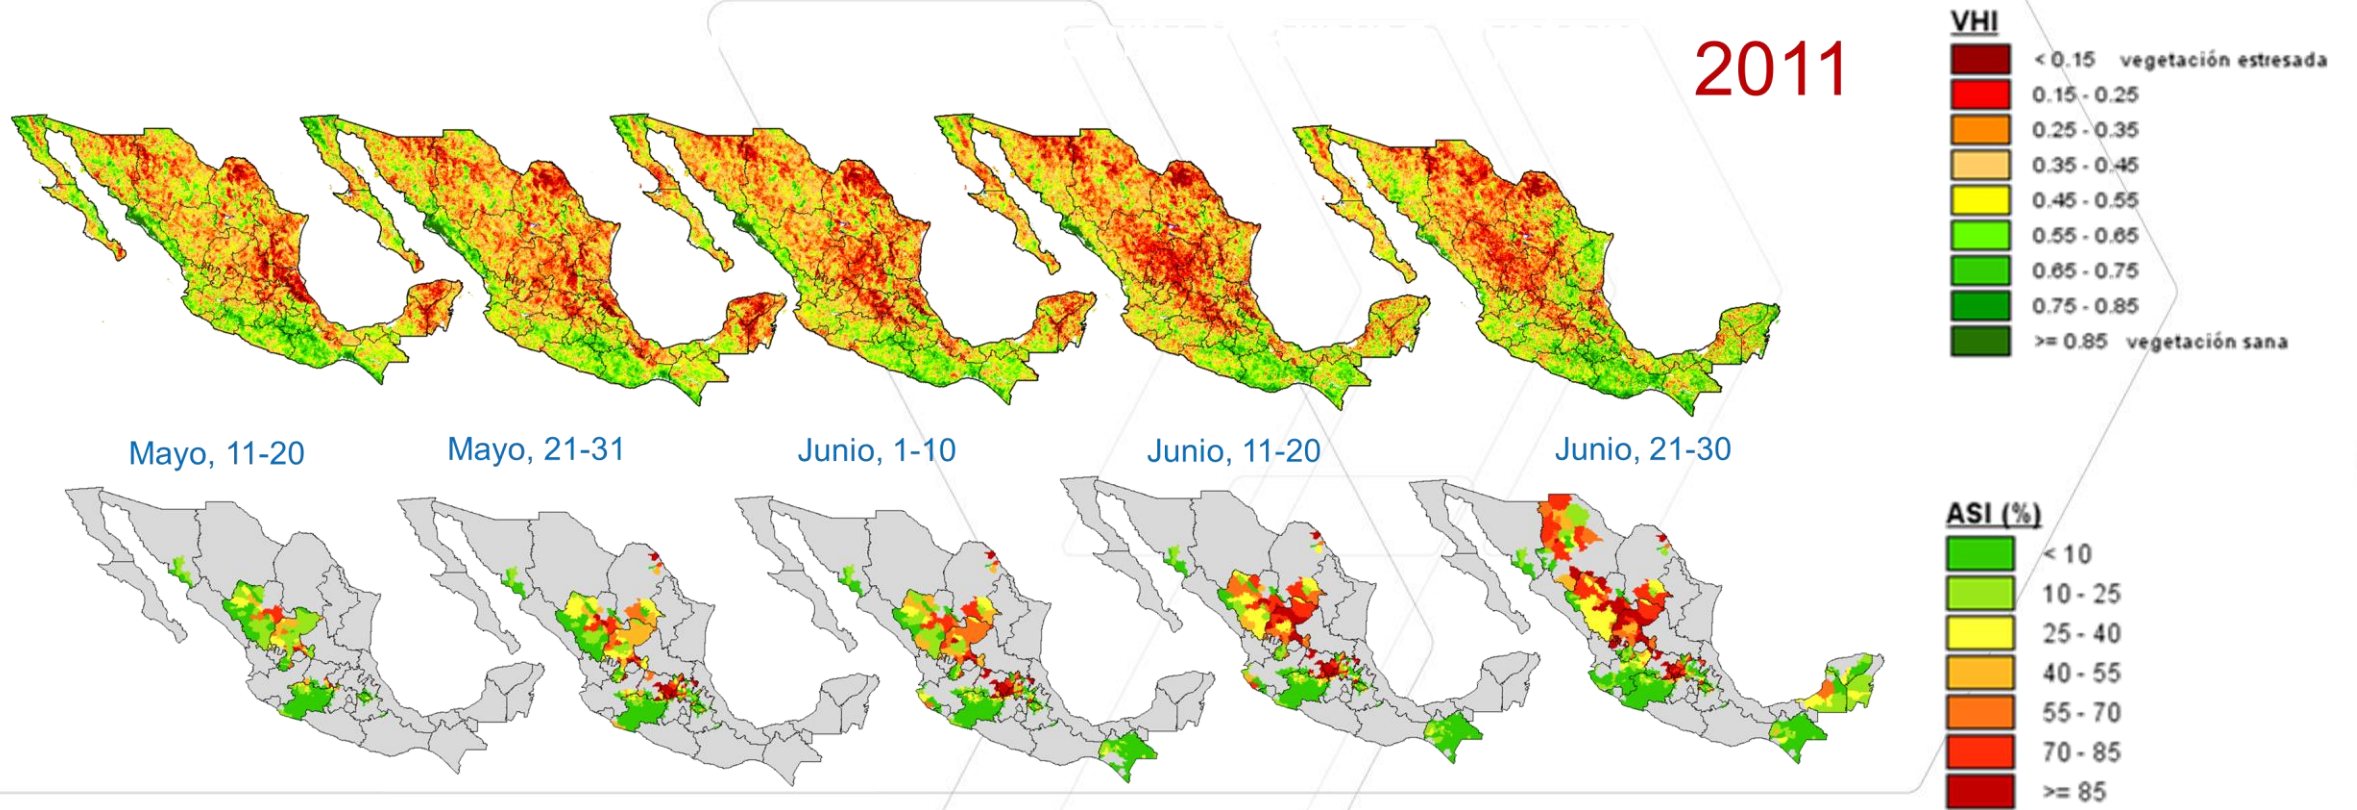 2011
VHI
< 0.15 vegetación estresada
0.15 - 0.25
0.25 - 0.35
0.35 - 0.45
0.45 - 0.55
0.55 - 0.65
0.65 - 0.75
0.75 - 0.85
>= 0.85 vegetación sana
Mayo, 11-20
Mayo, 21-31
Junio, 1-10
Junio, 11-20
Junio, 21-30
ASI (%)
< 10
10 - 25
25 - 40
40 - 55
55 - 70
70 - 85
>= 85